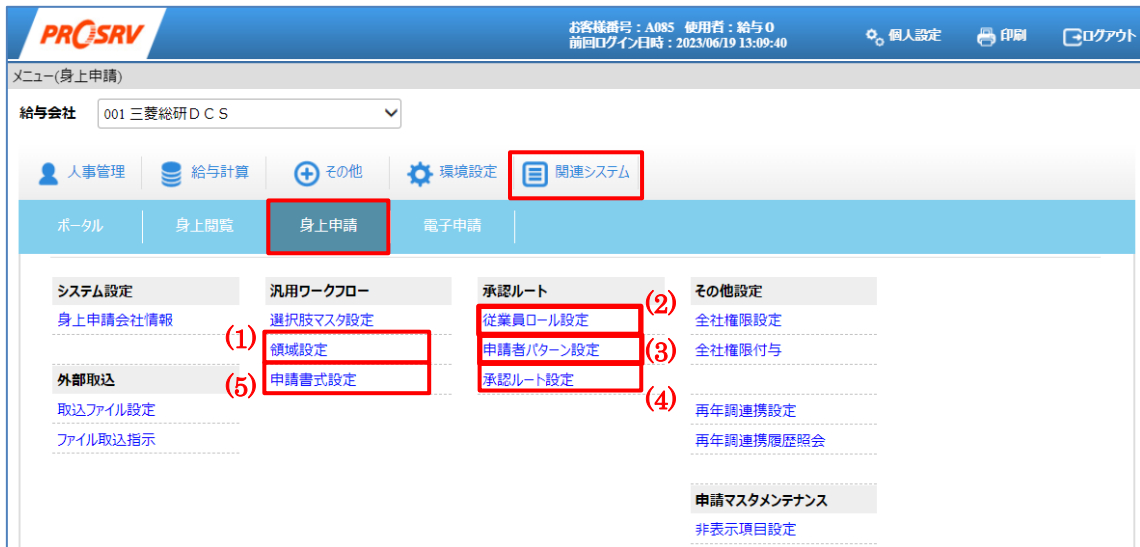 PROSRV
お客様番号：A085 使用者：給与０
前回ログイン日時：2023/06/19 13:09:40
個人設定
印刷
ログアウト
メニュー(身上申請)
給与会社 001 三菱総研ＤＣＳ
人事管理 給与計算 その他 環境設定 関連システム
ポータル 身上閲覧 身上申請 電子申請
システム設定
身上申請会社情報
外部取込
取込ファイル設定
ファイル取込指示
汎用ワークフロー
選択肢マスタ設定
(1) 領域設定
(5) 申請書式設定
承認ルート
従業員ロール設定 (2)
申請者パターン設定 (3)
承認ルート設定 (4)
その他設定
全社権限設定
全社権限付与
再年調連携設定
再年調連携履歴照会
申請マスタメンテナンス
非表示項目設定